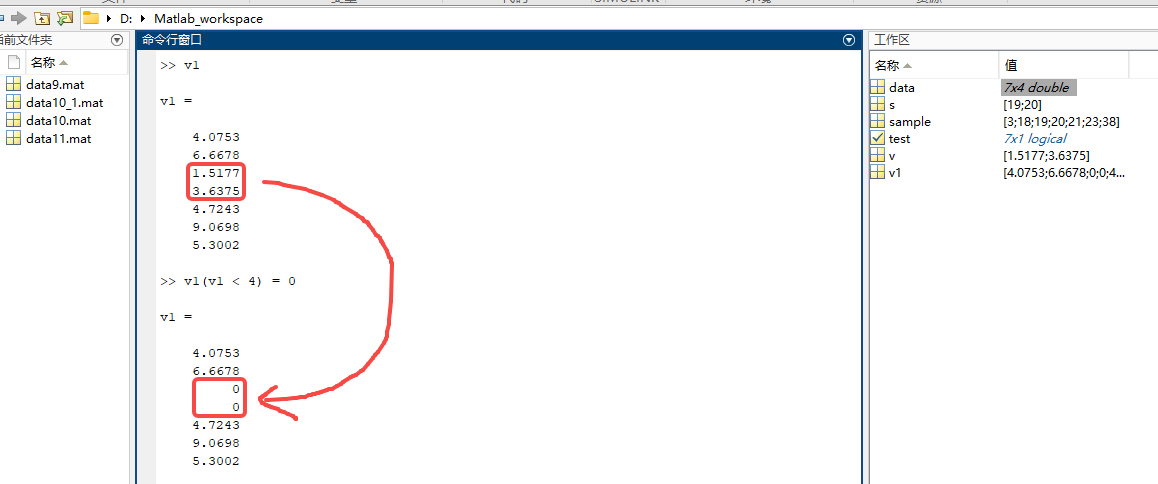 D: Matlab_workspace
当前文件夹
名称
data9.mat
data10_1.mat
data10.mat
data11.mat
命令行窗口
>> v1
v1 =
4.0753
6.6678
1.5177
3.6375
4.7243
9.0698
5.3002
>> v1(v1 < 4) = 0
v1 =
4.0753
6.6678
0
0
4.7243
9.0698
5.3002
工作区
名称 值
data 7x4 double
s [19;20]
sample [3;18;19;20;21;23;38]
test 7x1 logical
v [1.5177;3.6375]
v1 [4.0753;6.6678;0;0;4...